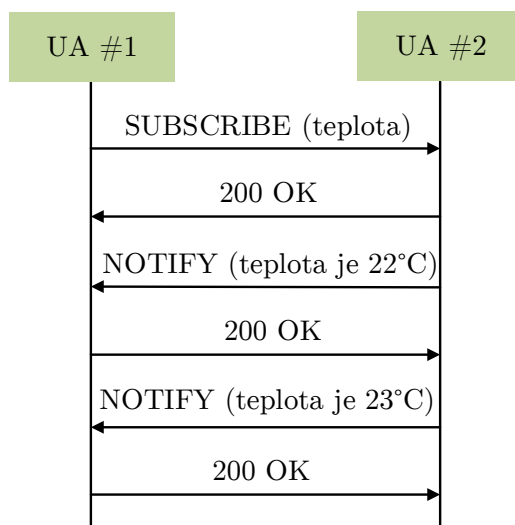 UA #1
UA #2
SUBSCRIBE (teplota)
200 OK
NOTIFY (teplota je 22°C)
200 OK
NOTIFY (teplota je 23°C)
200 OK